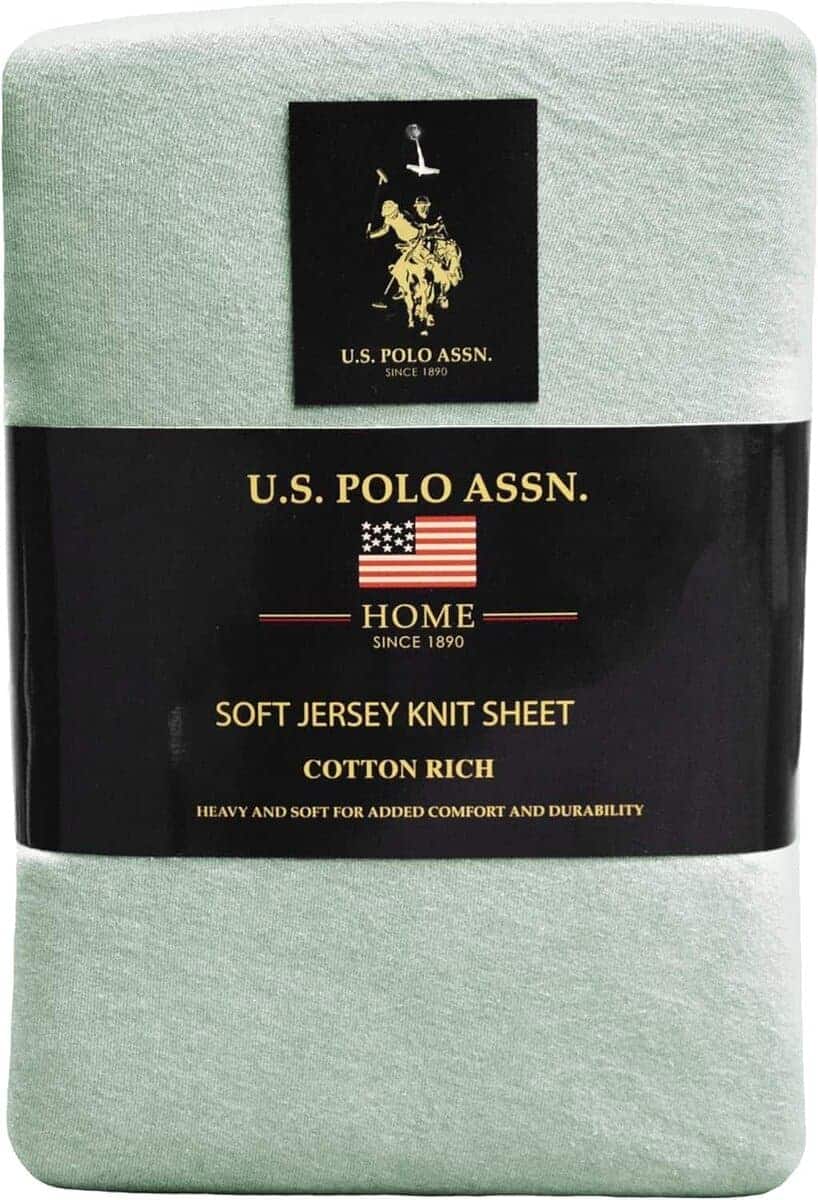 U.S. POLO ASSN.
SINCE 1890
U.S. POLO ASSN.
HOME
SINCE 1890
SOFT JERSEY KNIT SHEET
COTTON RICH
HEAVY AND SOFT FOR ADDED COMFORT AND DURABILITY